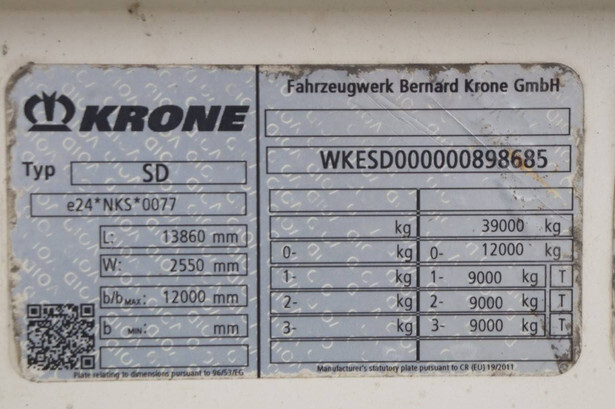 KRONE
Typ SD
e24*NKS*0077
L: 13860 mm
W: 2550 mm
b/bMAX: 12000 mm
b MIN: mm
Plate relating to dimensions pursuant to 96/53/EG
Fahrzeugwerk Bernard Krone GmbH
WKESD000000898685
kg 39000 kg
0- kg 0- 12000 kg
1- kg 1- 9000 kg T
2- kg 2- 9000 kg T
3- kg 3- 9000 kg T
Manufacturer's statutory plate pursuant to CR (EU) 19/2011